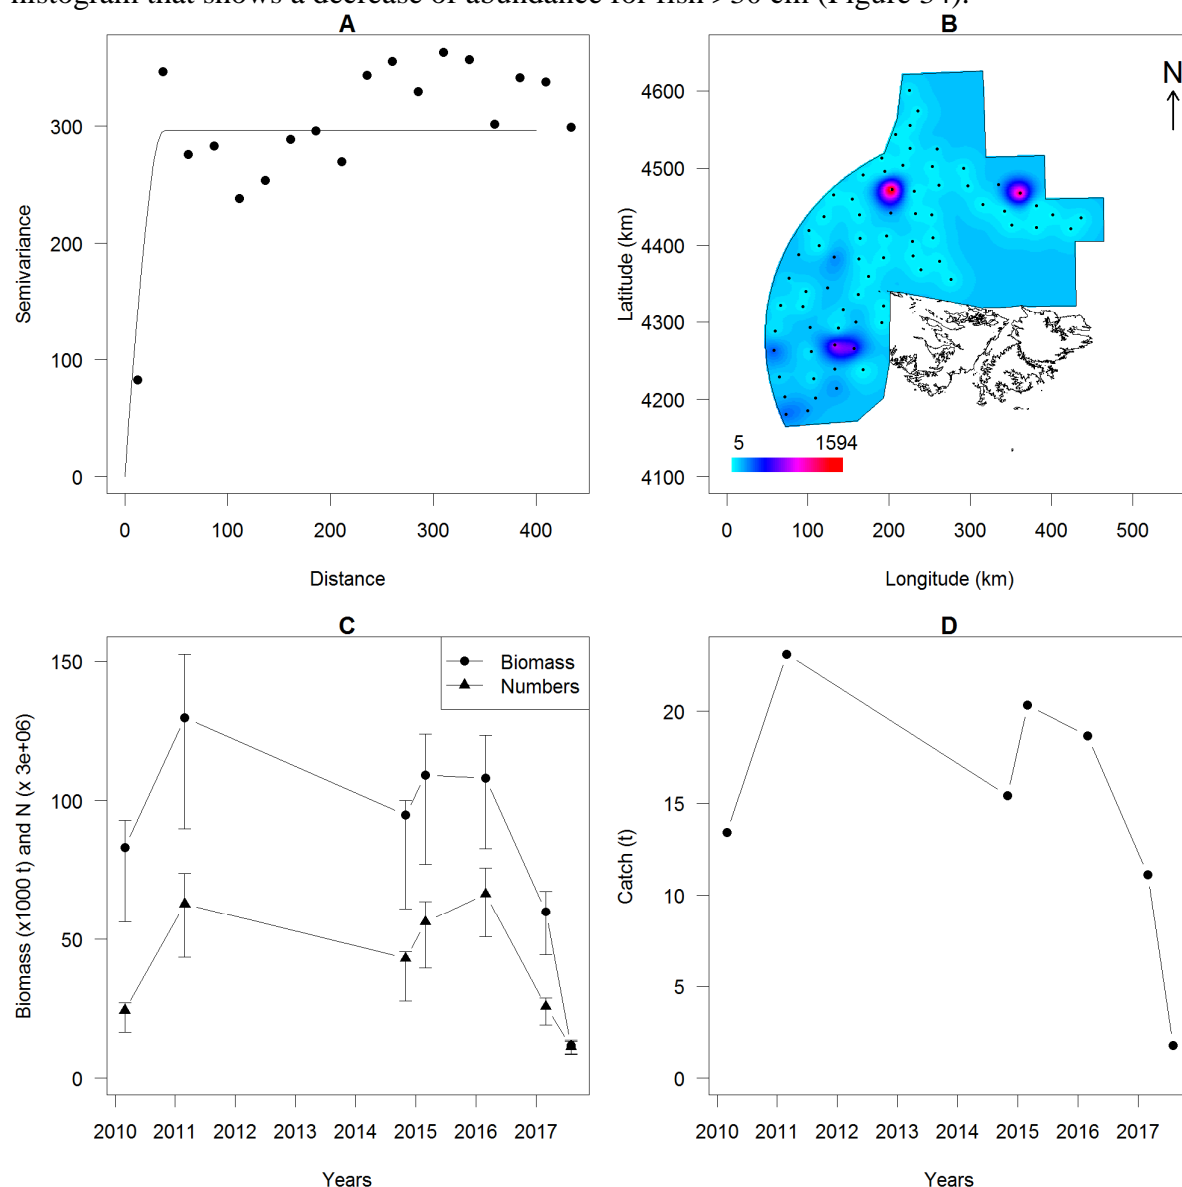 histogram that shows a decrease of abundance for fish >30 cm (Figure 34).
A
300
200
100
0
Semivariance
0 100 200 300 400
Distance
B
N
4600
4500
4400
4300
4200
4100
Latitude (km)
5 1594
0 100 200 300 400 500
Longitude (km)
C
Biomass
Numbers
150
100
50
0
Biomass (x1000 t) and N (x 3e+06)
2010 2011 2012 2013 2014 2015 2016 2017
Years
D
20
15
10
5
0
Catch (t)
2010 2011 2012 2013 2014 2015 2016 2017
Years